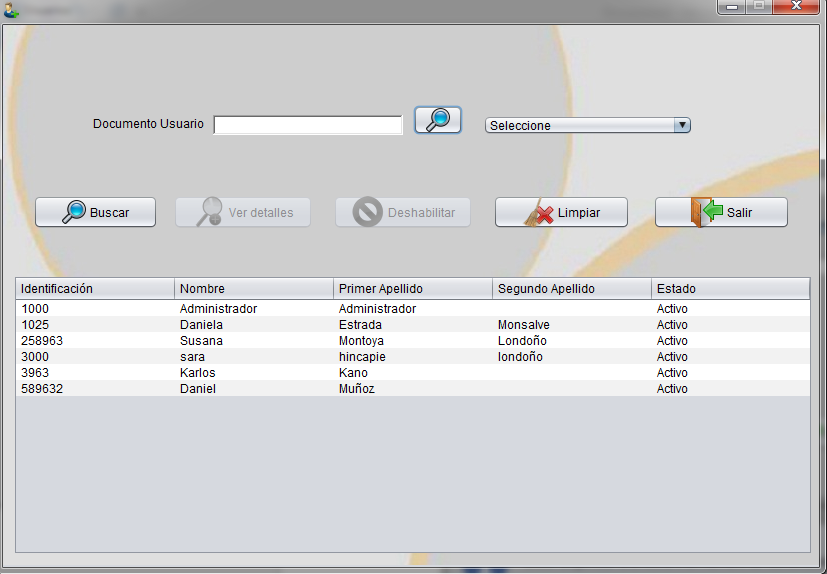 Documento Usuario Seleccione
Buscar Ver detalles Deshabilitar Limpiar Salir
Identificación Nombre Primer Apellido Segundo Apellido Estado
1000 Administrador Administrador Activo
1025 Daniela Estrada Monsalve Activo
258963 Susana Montoya Londoño Activo
3000 sara hincapie londoño Activo
3963 Karlos Kano Activo
589632 Daniel Muñoz Activo